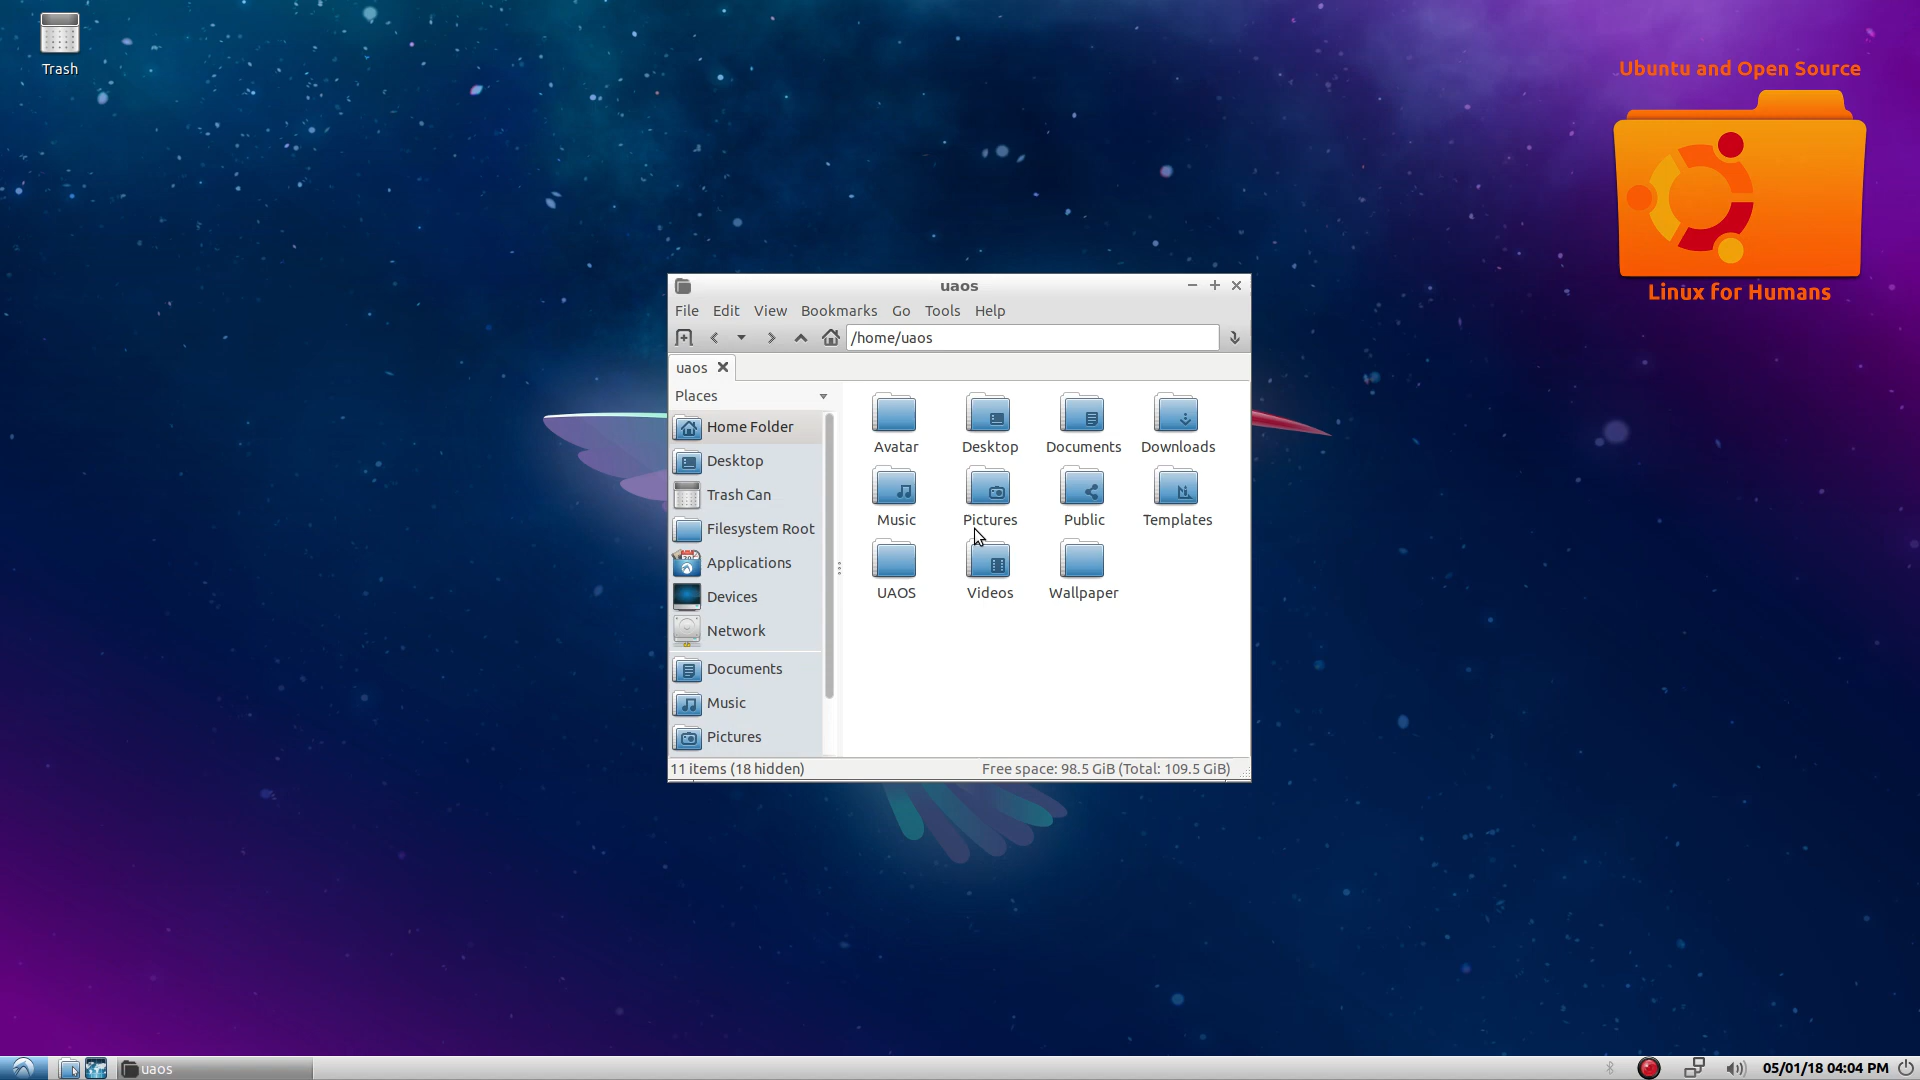 Trash
Ubuntu and Open Source
Linux for Humans
uaos
File Edit View Bookmarks Go Tools Help
/home/uaos
uaos
Places
Home Folder
Desktop
Trash Can
Filesystem Root
Applications
Devices
Network
Documents
Music
Pictures
Avatar Desktop Documents Downloads
Music Pictures Public Templates
UAOS Videos Wallpaper
11 items (18 hidden) Free space: 98.5 GiB (Total: 109.5 GiB)
uaos
05/01/18 04:04 PM